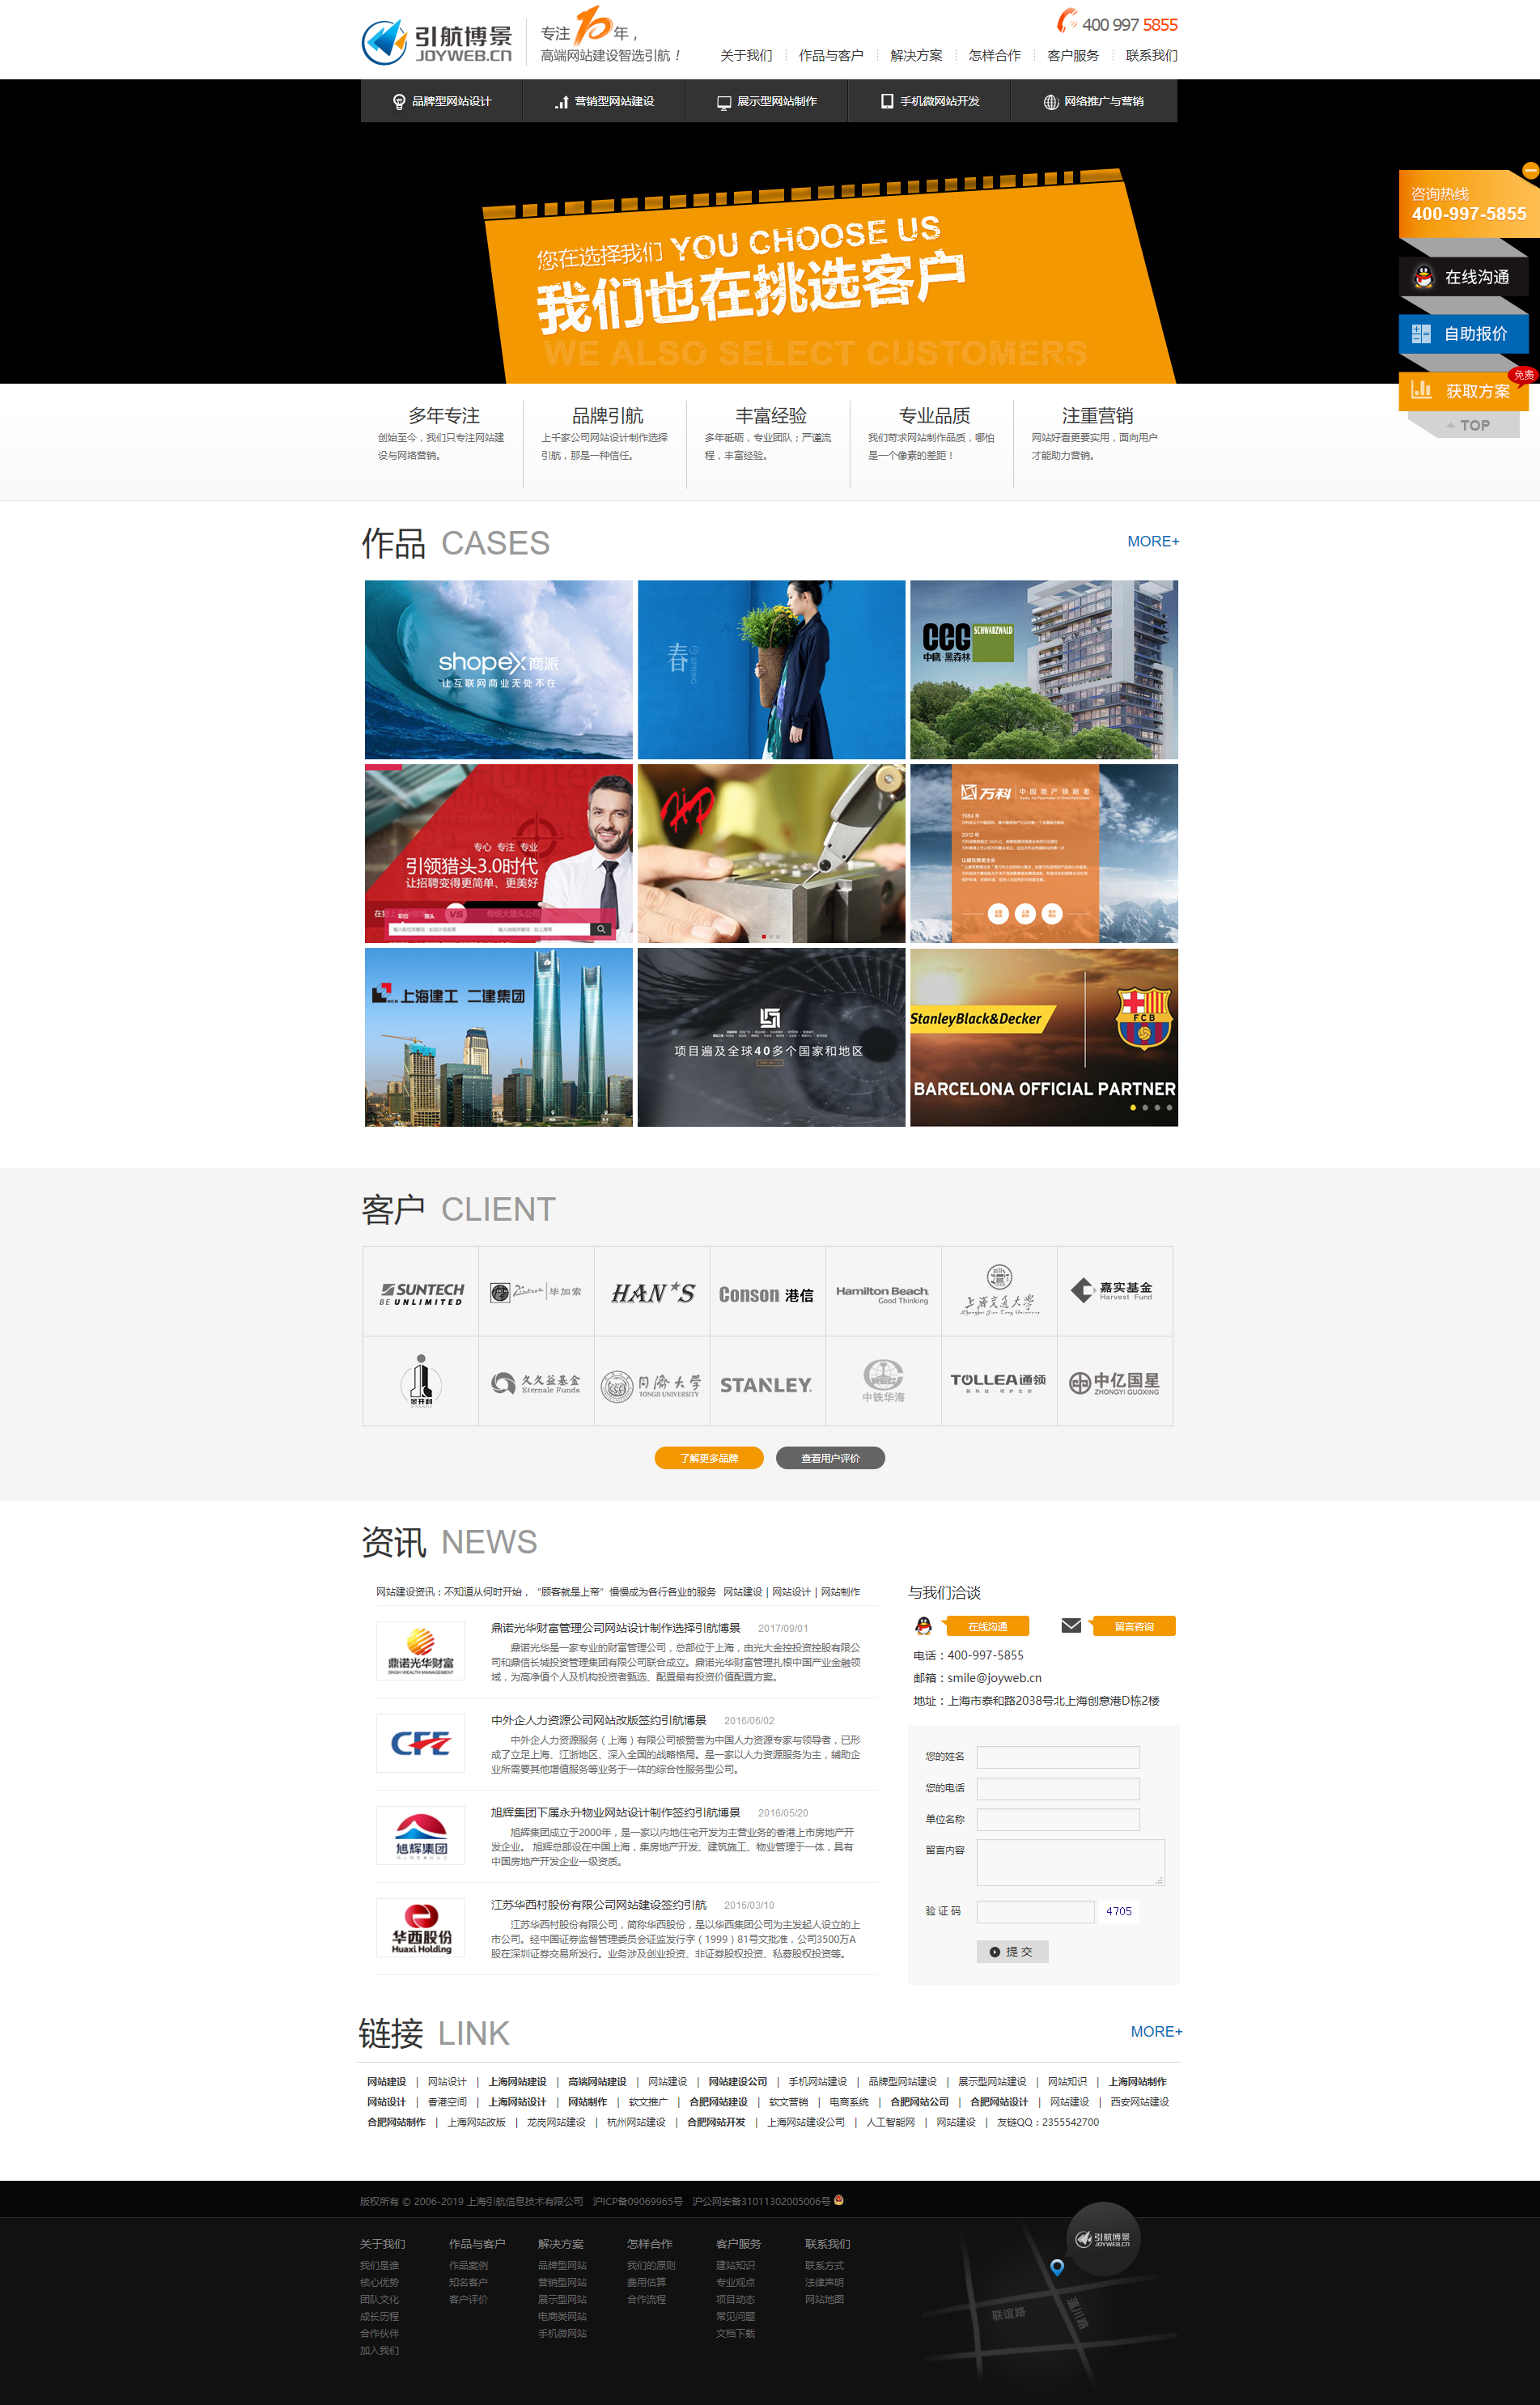 引航博景
JOYWEB.CN
专注10年，
高端网站建设智选引航！
400 997 5855
关于我们
作品与客户
解决方案
怎样合作
客户服务
联系我们
品牌型网站设计
营销型网站建设
展示型网站制作
手机微网站开发
网络推广与营销
您在选择我们 YOU CHOOSE US
我们也在挑选客户
WE ALSO SELECT CUSTOMERS
咨询热线
400-997-5855
在线沟通
自助报价
免费
获取方案
TOP
多年专注
创始至今，我们只专注网站建
设与网络营销。
品牌引航
上千家公司网站设计制作选择
引航，那是一种信任。
丰富经验
多年砥砺，专业团队；严谨流
程，丰富经验。
专业品质
我们苛求网站制作品质，哪怕
是一个像素的差距！
注重营销
网站好看更要实用，面向用户
才能助力营销。
作品 CASES
MORE+
shopex商派
让互联网商业无处不在
春
SPRING
CEG
SCHWARZWALD
中瓴·黑森林
专心 专注 专业
引领猎头3.0时代
让招聘变得更简单、更美好
VS
万科
中国地产领跑者
1984 年
2012 年
上海建工 二建集团
项目遍及全球40多个国家和地区
StanleyBlack&Decker
FCB
BARCELONA OFFICIAL PARTNER
客户 CLIENT
SUNTECH
BE UNLIMITED
毕加索
HAN*S
Conson 港信
Hamilton Beach.
Good Thinking
上海交通大学
Shanghai Jiao Tong University
嘉实基金
Harvest Fund
金开利
久久益基金
Eternale Funds
同济大学
TONGJI UNIVERSITY
STANLEY.
中铁华海
TOLLEA通领
中亿国星
ZHONGYI GUOXING
了解更多品牌
查看用户评价
资讯 NEWS
网站建设资讯：不知道从何时开始，“顾客就是上帝”慢慢成为各行各业的服务 网站建设 | 网站设计 | 网站制作
鼎诺光华财富
DNGH WEALTH MANAGEMENT
鼎诺光华财富管理公司网站设计制作选择引航博景 2017/09/01
鼎诺光华是一家专业的财富管理公司，总部位于上海，由光大金控投资控股有限公
司和鼎信长城投资管理集团有限公司联合成立。鼎诺光华财富管理扎根中国产业金融领
域，为高净值个人及机构投资者甄选、配置最有投资价值配置方案。
CFE
中外企人力资源公司网站改版签约引航博景 2016/06/02
中外企人力资源服务（上海）有限公司被赞誉为中国人力资源专家与领导者，已形
成了立足上海、江浙地区、深入全国的战略格局。是一家以人力资源服务为主，辅助企
业所需要其他增值服务等业务于一体的综合性服务型公司。
旭辉集团
旭辉集团下属永升物业网站设计制作签约引航博景 2016/05/20
旭辉集团成立于2000年，是一家以内地住宅开发为主营业务的香港上市房地产开
发企业。 旭辉总部设在中国上海，集房地产开发、建筑施工、物业管理于一体，具有
中国房地产开发企业一级资质。
华西股份
Huaxi Holding
江苏华西村股份有限公司网站建设签约引航 2016/03/10
江苏华西村股份有限公司，简称华西股份，是以华西集团公司为主发起人设立的上
市公司。经中国证券监督管理委员会证监发行字（1999）81号文批准，公司3500万A
股在深圳证券交易所发行。业务涉及创业投资、非证券股权投资、私募股权投资等。
与我们洽谈
在线沟通
留言咨询
电话：400-997-5855
邮箱：smile@joyweb.cn
地址：上海市泰和路2038号北上海创意港D栋2楼
您的姓名
您的电话
单位名称
留言内容
验 证 码
4705
提 交
链接 LINK
MORE+
网站建设 | 网站设计 | 上海网站建设 | 高端网站建设 | 网站建设 | 网站建设公司 | 手机网站建设 | 品牌型网站建设 | 展示型网站建设 | 网站知识 | 上海网站制作
网站设计 | 香港空间 | 上海网站设计 | 网站制作 | 软文推广 | 合肥网站建设 | 软文营销 | 电商系统 | 合肥网站公司 | 合肥网站设计 | 网站建设 | 西安网站建设
合肥网站制作 | 上海网站改版 | 龙岗网站建设 | 杭州网站建设 | 合肥网站开发 | 上海网站建设公司 | 人工智能网 | 网站建设 | 友链QQ：2355542700
版权所有 © 2006-2019 上海引航信息技术有限公司 沪ICP备09069965号 沪公网安备31011302005006号
关于我们
我们是谁
核心优势
团队文化
成长历程
合作伙伴
加入我们
作品与客户
作品案例
知名客户
客户评价
解决方案
品牌型网站
营销型网站
展示型网站
电商类网站
手机微网站
怎样合作
我们的原则
费用估算
合作流程
客户服务
建站知识
专业观点
项目动态
常见问题
文档下载
联系我们
联系方式
法律声明
网站地图
引航博景
JOYWEB.CN
联谊路